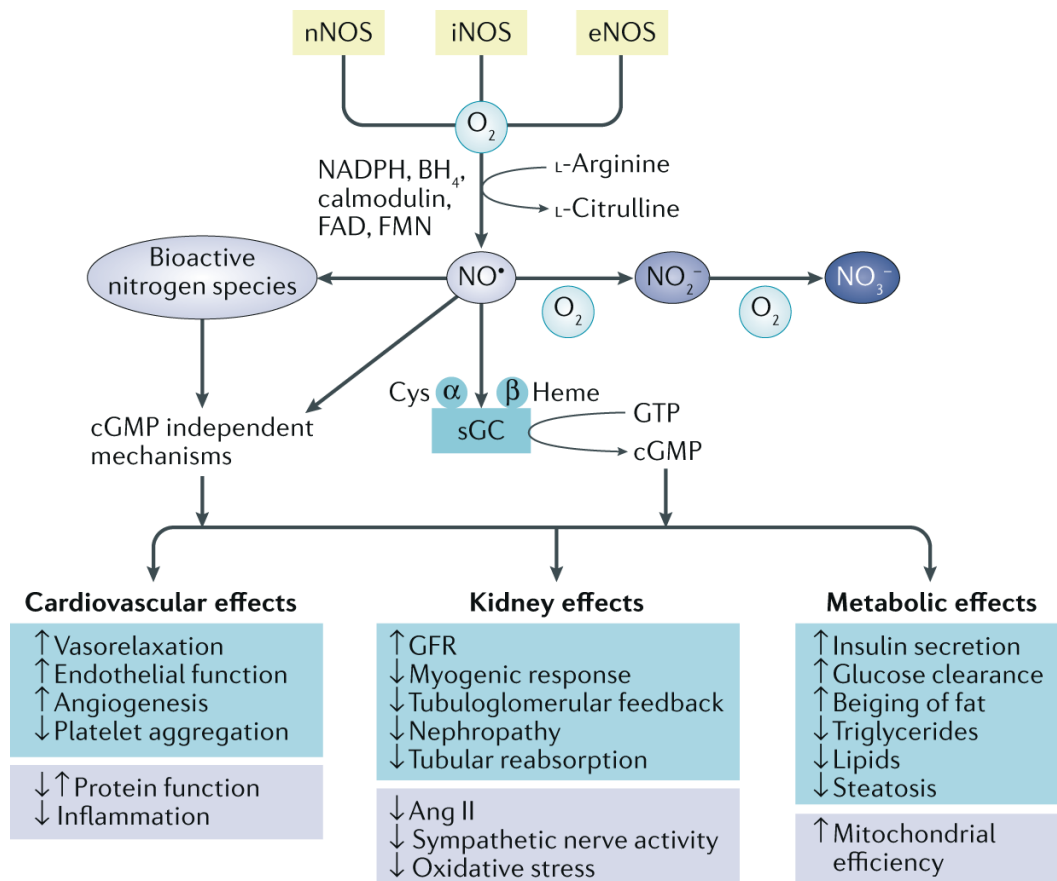 nNOS
iNOS
eNOS
O₂
NADPH, BH₄,
calmodulin,
FAD, FMN
L-Arginine
L-Citrulline
Bioactive
nitrogen species
NO•
O₂
NO₂⁻
O₂
NO₃⁻
Cys α β Heme
sGC
GTP
cGMP
cGMP independent
mechanisms
Cardiovascular effects
↑ Vasorelaxation
↑ Endothelial function
↑ Angiogenesis
↓ Platelet aggregation
↓↑ Protein function
↓ Inflammation
Kidney effects
↑ GFR
↓ Myogenic response
↓ Tubuloglomerular feedback
↓ Nephropathy
↓ Tubular reabsorption
↓ Ang II
↓ Sympathetic nerve activity
↓ Oxidative stress
Metabolic effects
↑ Insulin secretion
↑ Glucose clearance
↑ Beiging of fat
↓ Triglycerides
↓ Lipids
↓ Steatosis
↑ Mitochondrial
efficiency